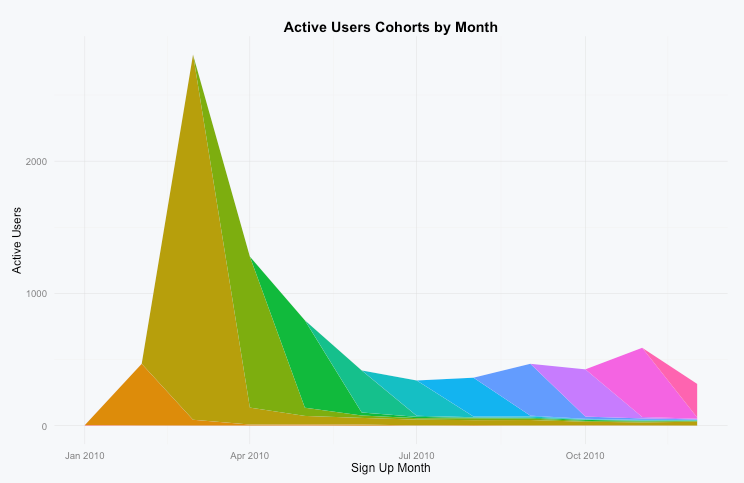 Active Users Cohorts by Month
Active Users
2000
1000
0
Jan 2010 Apr 2010 Jul 2010 Oct 2010
Sign Up Month